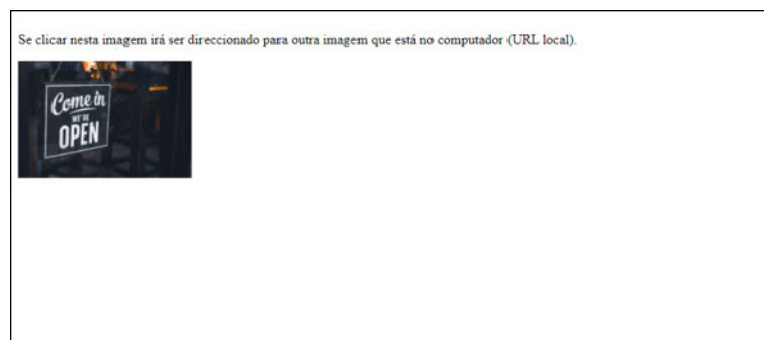 Se clicar nesta imagem irá ser direccionado para outra imagem que está no computador (URL local).
Come in
WE'RE
OPEN